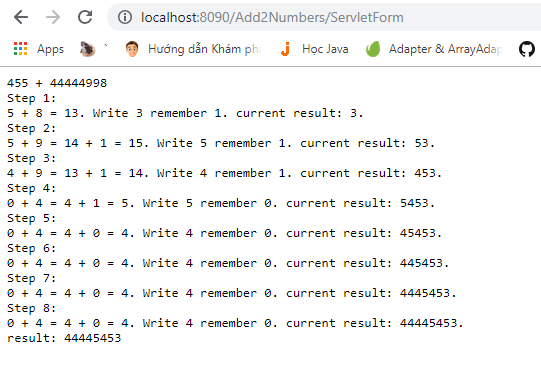 localhost:8090/Add2Numbers/ServletForm
Apps
Hướng dẫn Khám ph
Học Java
Adapter & ArrayAdap
455 + 44444998
Step 1:
5 + 8 = 13. Write 3 remember 1. current result: 3.
Step 2:
5 + 9 = 14 + 1 = 15. Write 5 remember 1. current result: 53.
Step 3:
4 + 9 = 13 + 1 = 14. Write 4 remember 1. current result: 453.
Step 4:
0 + 4 = 4 + 1 = 5. Write 5 remember 0. current result: 5453.
Step 5:
0 + 4 = 4 + 0 = 4. Write 4 remember 0. current result: 45453.
Step 6:
0 + 4 = 4 + 0 = 4. Write 4 remember 0. current result: 445453.
Step 7:
0 + 4 = 4 + 0 = 4. Write 4 remember 0. current result: 4445453.
Step 8:
0 + 4 = 4 + 0 = 4. Write 4 remember 0. current result: 44445453.
result: 44445453